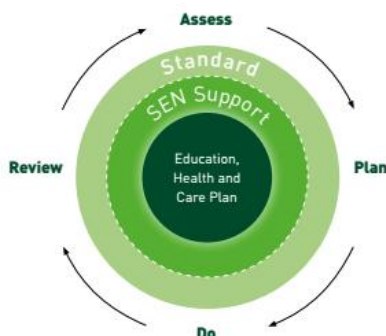 Assess
Standard
SEN Support
Review
Education,
Health and
Care Plan
Plan
Do